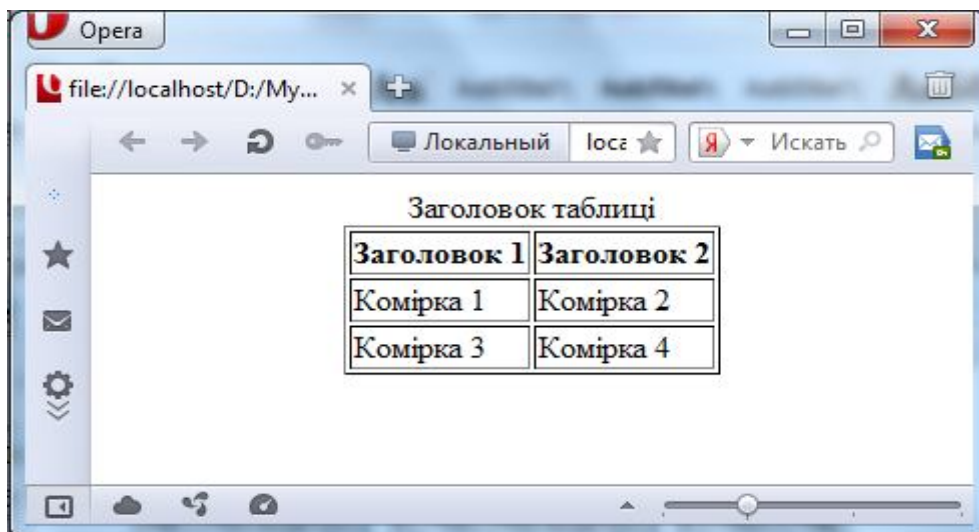 Opera
file://localhost/D:/My...
Локальный loca Я Искать
Заголовок таблиці
Заголовок 1 Заголовок 2
Комірка 1 Комірка 2
Комірка 3 Комірка 4